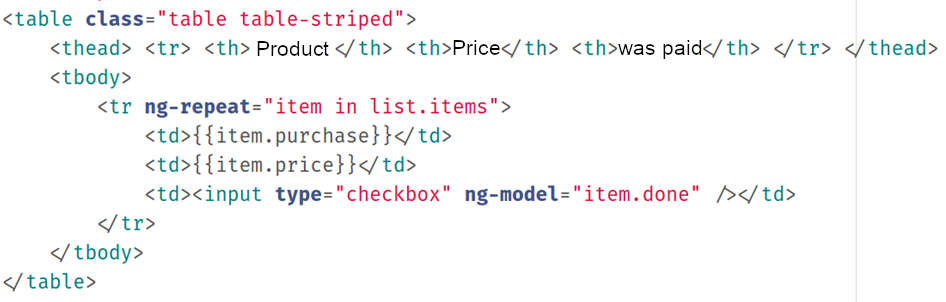 <table class="table table-striped">
<thead> <tr> <th> Product </th> <th>Price</th> <th>was paid</th> </tr> </thead>
<tbody>
<tr ng-repeat="item in list.items">
<td>{{item.purchase}}</td>
<td>{{item.price}}</td>
<td><input type="checkbox" ng-model="item.done" /></td>
</tr>
</tbody>
</table>